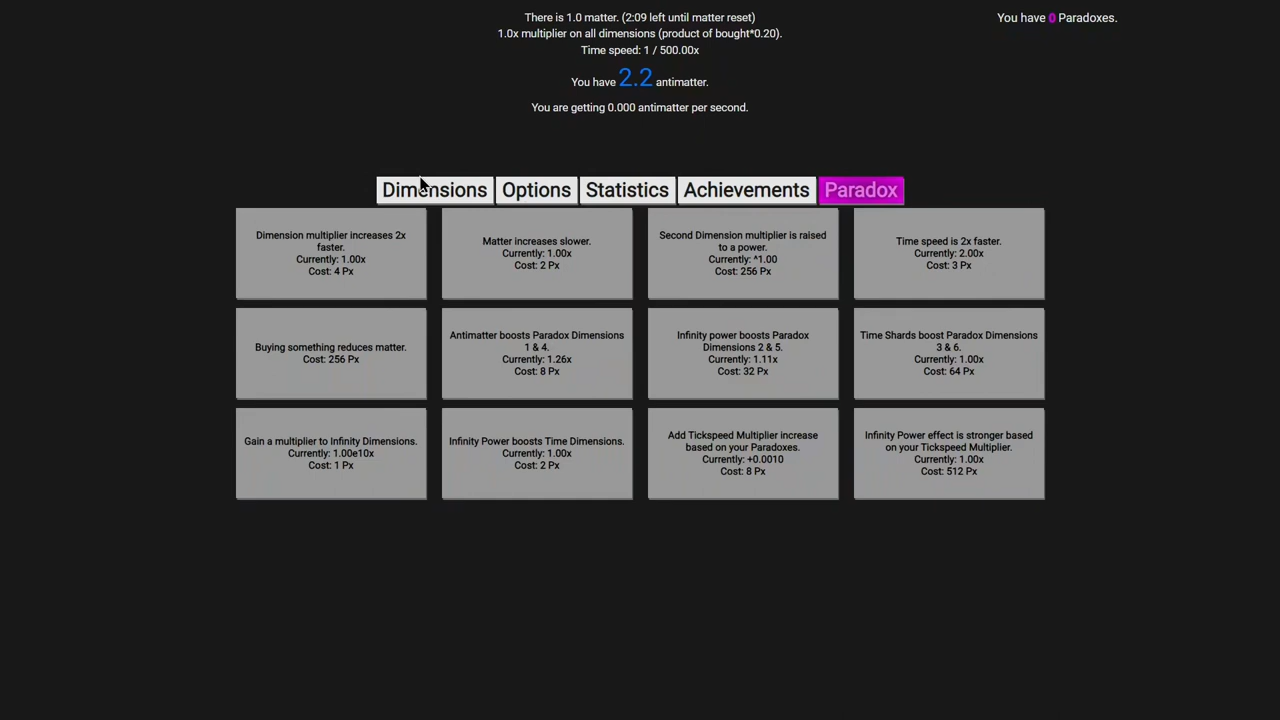 There is 1.0 matter. (2:09 left until matter reset)
You have 0 Paradoxes.
1.0x multiplier on all dimensions (product of bought*0.20).
Time speed: 1 / 500.00x
You have 2.2 antimatter.
You are getting 0.000 antimatter per second.
Dimensions
Options
Statistics
Achievements
Paradox
Dimension multiplier increases 2x
faster.
Currently: 1.00x
Cost: 4 Px
Matter increases slower.
Currently: 1.00x
Cost: 2 Px
Second Dimension multiplier is raised
to a power.
Currently: ^1.00
Cost: 256 Px
Time speed is 2x faster.
Currently: 2.00x
Cost: 3 Px
Buying something reduces matter.
Cost: 256 Px
Antimatter boosts Paradox Dimensions
1 & 4.
Currently: 1.26x
Cost: 8 Px
Infinity power boosts Paradox
Dimensions 2 & 5.
Currently: 1.11x
Cost: 32 Px
Time Shards boost Paradox Dimensions
3 & 6.
Currently: 1.00x
Cost: 64 Px
Gain a multiplier to Infinity Dimensions.
Currently: 1.00e10x
Cost: 1 Px
Infinity Power boosts Time Dimensions.
Currently: 1.00x
Cost: 2 Px
Add Tickspeed Multiplier increase
based on your Paradoxes.
Currently: +0.0010
Cost: 8 Px
Infinity Power effect is stronger based
on your Tickspeed Multiplier.
Currently: 1.00x
Cost: 512 Px